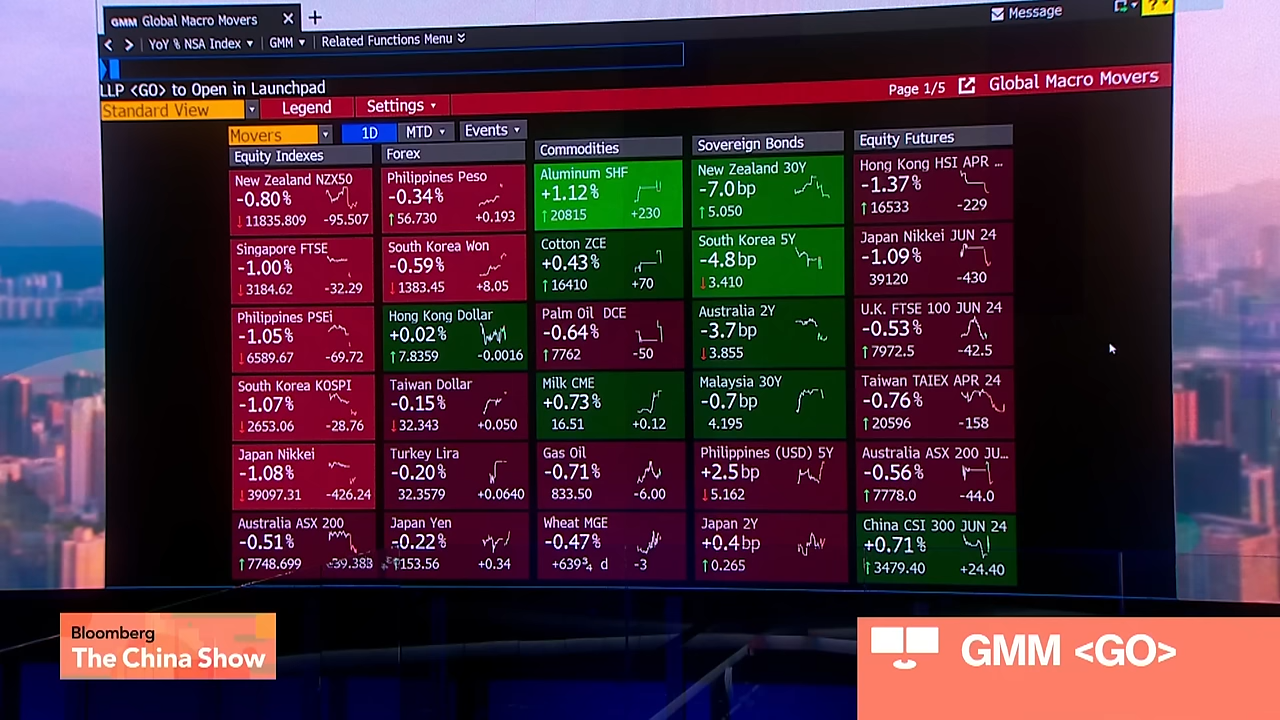 GMM Global Macro Movers × +
Message
< > YoY % NSA Index ▾ GMM ▾ Related Functions Menu
LLP <GO> to Open in Launchpad
Page 1/5 Global Macro Movers
Standard View Legend Settings
Movers 1D MTD Events
Equity Indexes
New Zealand NZX50
-0.80%
↓11835.809 -95.507
Singapore FTSE
-1.00%
↓3184.62 -32.29
Philippines PSEi
-1.05%
↓6589.67 -69.72
South Korea KOSPI
-1.07%
↓2653.06 -28.76
Japan Nikkei
-1.08%
↓39097.31 -426.24
Australia ASX 200
-0.51%
↑7748.699 -39.383
Forex
Philippines Peso
-0.34%
↑56.730 +0.193
South Korea Won
-0.59%
↓1383.45 +8.05
Hong Kong Dollar
+0.02%
↑7.8359 -0.0016
Taiwan Dollar
-0.15%
↓32.343 +0.050
Turkey Lira
-0.20%
32.3579 +0.0640
Japan Yen
-0.22%
↑153.56 +0.34
Commodities
Aluminum SHF
+1.12%
↑20815 +230
Cotton ZCE
+0.43%
↑16410 +70
Palm Oil DCE
-0.64%
↑7762 -50
Milk CME
+0.73%
16.51 +0.12
Gas Oil
-0.71%
833.50 -6.00
Wheat MGE
-0.47%
+639¾ d -3
Sovereign Bonds
New Zealand 30Y
-7.0bp
↑5.050
South Korea 5Y
-4.8bp
↓3.410
Australia 2Y
-3.7bp
↓3.855
Malaysia 30Y
-0.7bp
4.195
Philippines (USD) 5Y
+2.5bp
↓5.162
Japan 2Y
+0.4bp
↑0.265
Equity Futures
Hong Kong HSI APR ...
-1.37%
↑16533 -229
Japan Nikkei JUN 24
-1.09%
39120 -430
U.K. FTSE 100 JUN 24
-0.53%
↑7972.5 -42.5
Taiwan TAIEX APR 24
-0.76%
↑20596 -158
Australia ASX 200 JU...
-0.56%
↑7778.0 -44.0
China CSI 300 JUN 24
+0.71%
↑3479.40 +24.40
Bloomberg
The China Show
GMM <GO>